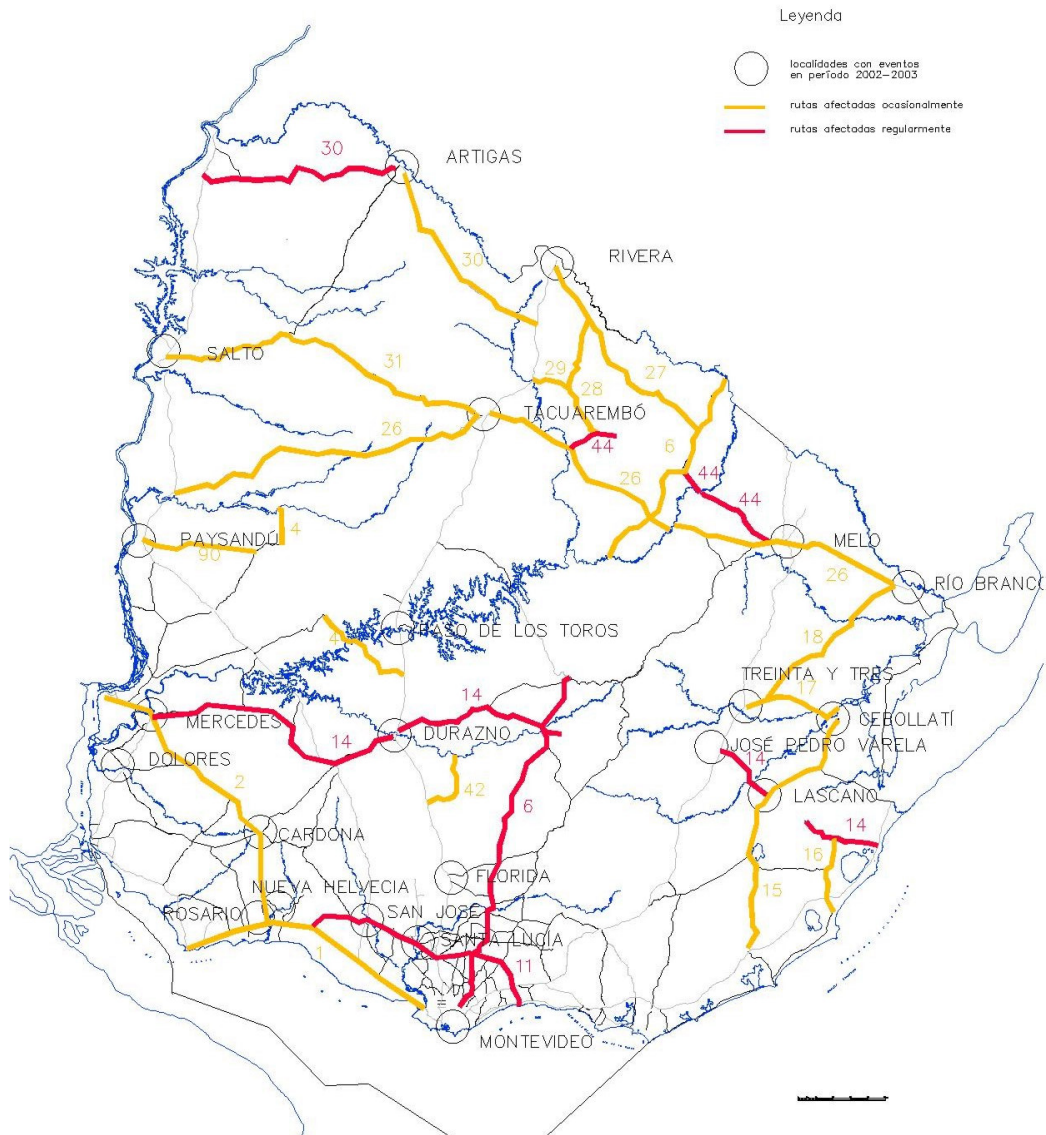 Leyenda
localidades con eventos
en período 2002-2003
rutas afectadas ocasionalmente
rutas afectadas regularmente
30
ARTIGAS
30
RIVERA
SALTO
31
29
28
27
TACUAREMBÓ
26
44
6
44
26
44
4
PAYSANDÚ
90
MELO
26
RÍO BRANCO
PASO DE LOS TOROS
4
18
TREINTA Y TRES
17
14
MERCEDES
DURAZNO
CEBOLLATÍ
14
JOSÉ PEDRO VARELA
DOLORES
14
2
42
6
LASCANO
CARDONA
14
16
FLORIDA
NUEVA HELVECIA
15
ROSARIO
SAN JOSÉ
SANTA LUCÍA
1
11
MONTEVIDEO